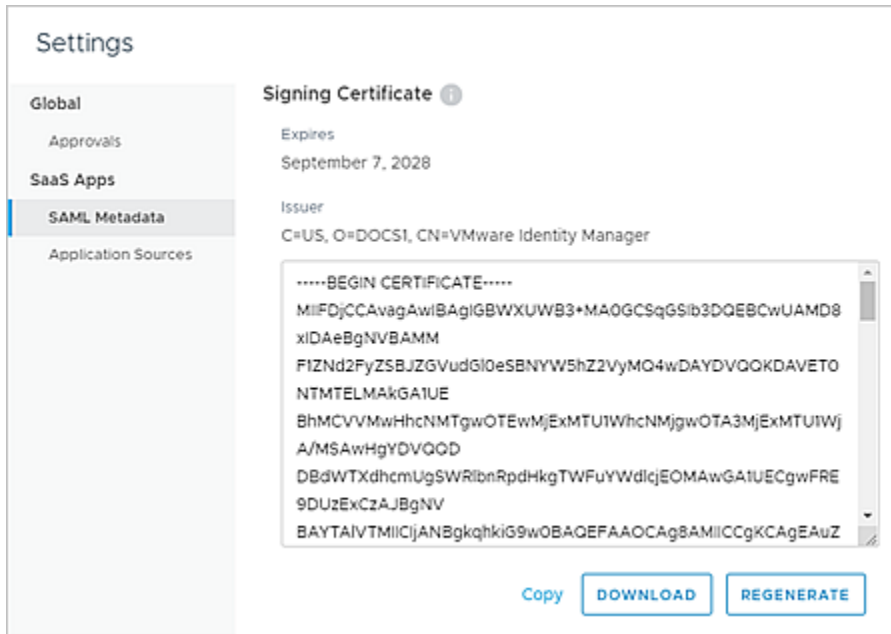 Settings
Global
Approvals
SaaS Apps
SAML Metadata
Application Sources
Signing Certificate
Expires
September 7, 2028
Issuer
C=US, O=DOCS1, CN=VMware Identity Manager
-----BEGIN CERTIFICATE-----
MIIFDjCCAvagAwIBAgIGBWXUWB3+MA0GCSqGSIb3DQEBCwUAMD8
xIDAeBgNVBAMM
F1ZNd2FyZSBJZGVudGl0eSBNYW5hZ2VyMQ4wDAYDVQQKDAVET0
NTMTELMAkGA1UE
BhMCVVMwHhcNMTgwOTEwMjExMTU1WhcNMjgwOTA3MjExMTU1Wj
A/MSAwHgYDVQQD
DBdWTXdhcmUgSWRlbnRpdHkgTWFuYWdlcjEOMAwGA1UECgwFRE
9DUzExCzAJBgNV
BAYTAlVTMIICIjANBgkqhkiG9w0BAQEFAAOCAg8AMIICCgKCAgEAuZ
Copy
DOWNLOAD
REGENERATE